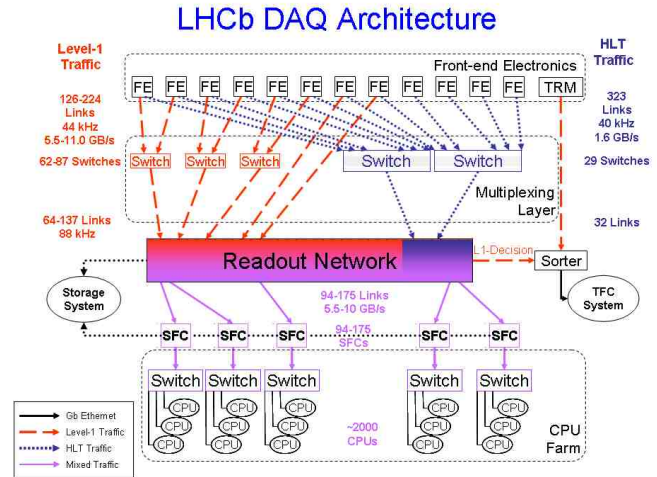 LHCb DAQ Architecture
Level-1
Traffic
HLT
Traffic
Front-end Electronics
FE FE FE FE FE FE FE FE FE FE FE FE TRM
126-224
Links
44 kHz
5.5-11.0 GB/s
323
Links
40 kHz
1.6 GB/s
62-87 Switches
Switch Switch Switch Switch Switch
29 Switches
Multiplexing
Layer
64-137 Links
88 kHz
32 Links
Readout Network
L1-Decision
Sorter
Storage
System
TFC
System
94-175 Links
5.5-10 GB/s
SFC SFC SFC SFC SFC
94-175
SFCs
Switch Switch Switch Switch Switch
CPU CPU CPU CPU CPU
CPU CPU CPU CPU CPU
CPU CPU CPU CPU CPU
~2000
CPUs
CPU
Farm
Gb Ethernet
Level-1 Traffic
HLT Traffic
Mixed Traffic